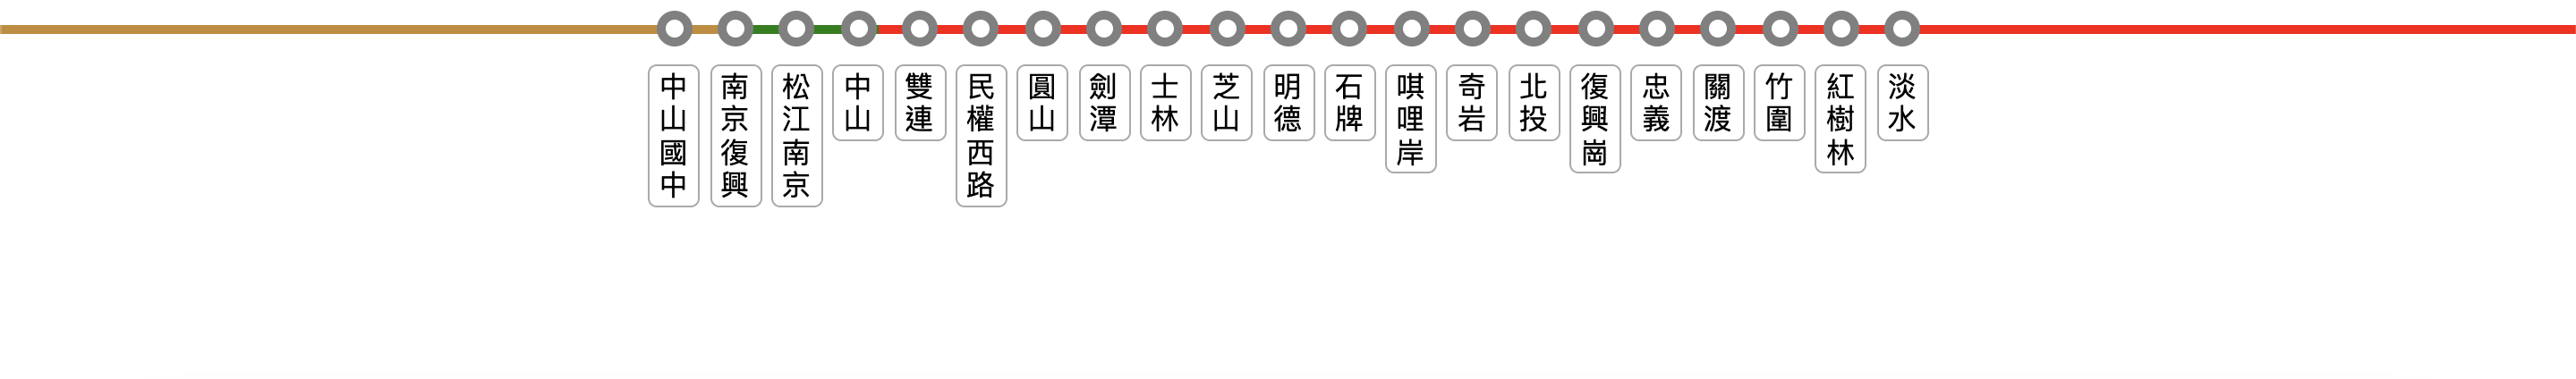 中山國中
南京復興
松江南京
中山
雙連
民權西路
圓山
劍潭
士林
芝山
明德
石牌
唭哩岸
奇岩
北投
復興崗
忠義
關渡
竹圍
紅樹林
淡水